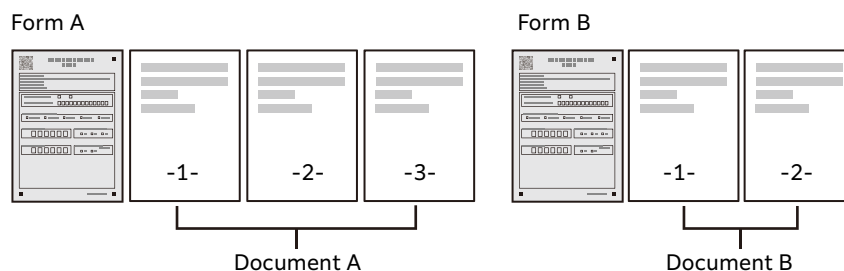 Form A
Form B
-1-
-2-
-3-
-1-
-2-
Document A
Document B